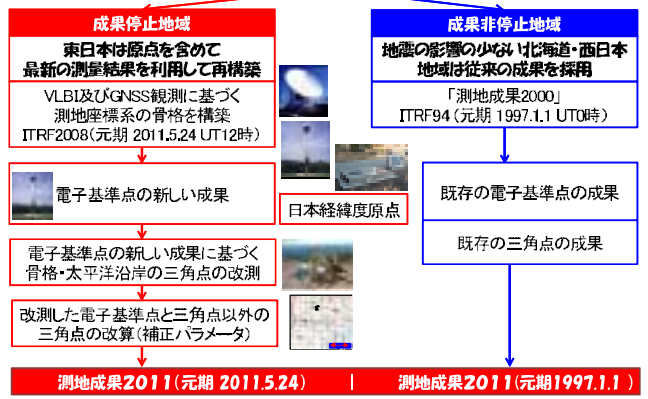 成果停止地域
東日本は原点を含めて
最新の測量結果を利用して再構築
VLBI及びGNSS観測に基づく
測地座標系の骨格を構築
ITRF2008(元期 2011.5.24 UT12時)
電子基準点の新しい成果
日本経緯度原点
電子基準点の新しい成果に基づく
骨格・太平洋沿岸の三角点の改測
改測した電子基準点と三角点以外の
三角点の改算(補正パラメータ)
成果非停止地域
地震の影響の少ない北海道・西日本
地域は従来の成果を採用
「測地成果2000」
ITRF94(元期 1997.1.1 UT0時)
既存の電子基準点の成果
既存の三角点の成果
測地成果2011(元期 2011.5.24) | 測地成果2011(元期1997.1.1 )